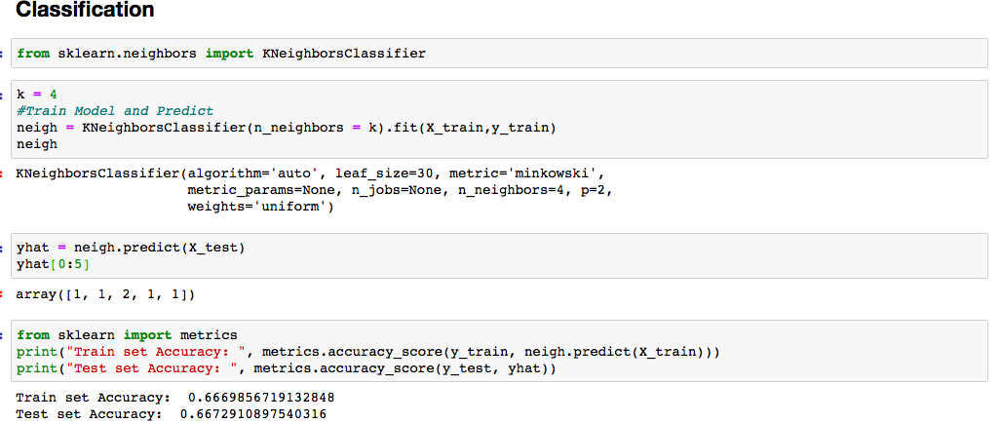 Classification
from sklearn.neighbors import KNeighborsClassifier
k = 4
#Train Model and Predict
neigh = KNeighborsClassifier(n_neighbors = k).fit(X_train,y_train)
neigh
KNeighborsClassifier(algorithm='auto', leaf_size=30, metric='minkowski',
metric_params=None, n_jobs=None, n_neighbors=4, p=2,
weights='uniform')
yhat = neigh.predict(X_test)
yhat[0:5]
array([1, 1, 2, 1, 1])
from sklearn import metrics
print("Train set Accuracy: ", metrics.accuracy_score(y_train, neigh.predict(X_train)))
print("Test set Accuracy: ", metrics.accuracy_score(y_test, yhat))
Train set Accuracy:  0.6669856719132848
Test set Accuracy:  0.6672910897540316